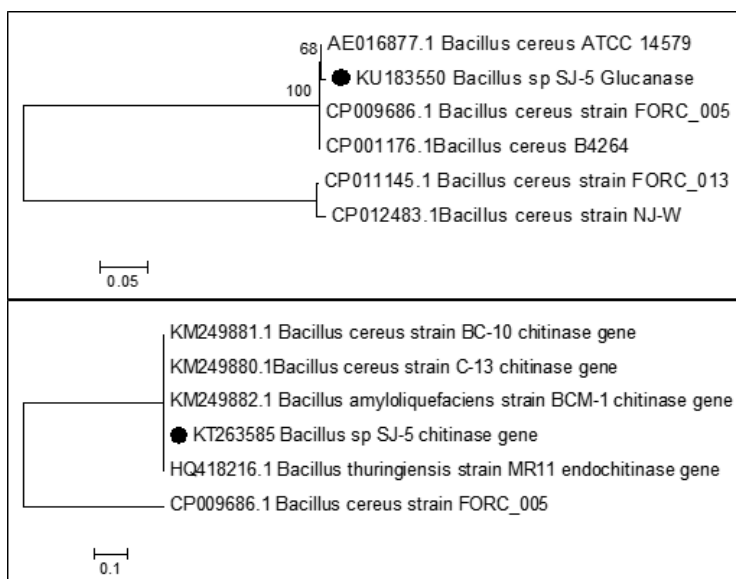 68
AE016877.1 Bacillus cereus ATCC 14579
KU183550 Bacillus sp SJ-5 Glucanase
100
CP009686.1 Bacillus cereus strain FORC_005
CP001176.1Bacillus cereus B4264
CP011145.1 Bacillus cereus strain FORC_013
CP012483.1Bacillus cereus strain NJ-W
0.05
KM249881.1 Bacillus cereus strain BC-10 chitinase gene
KM249880.1Bacillus cereus strain C-13 chitinase gene
KM249882.1 Bacillus amyloliquefaciens strain BCM-1 chitinase gene
KT263585 Bacillus sp SJ-5 chitinase gene
HQ418216.1 Bacillus thuringiensis strain MR11 endochitinase gene
CP009686.1 Bacillus cereus strain FORC_005
0.1